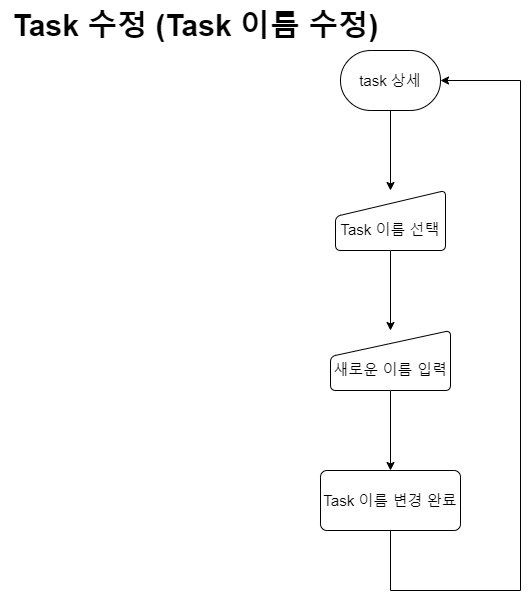 Task 수정 (Task 이름 수정)
task 상세
Task 이름 선택
새로운 이름 입력
Task 이름 변경 완료